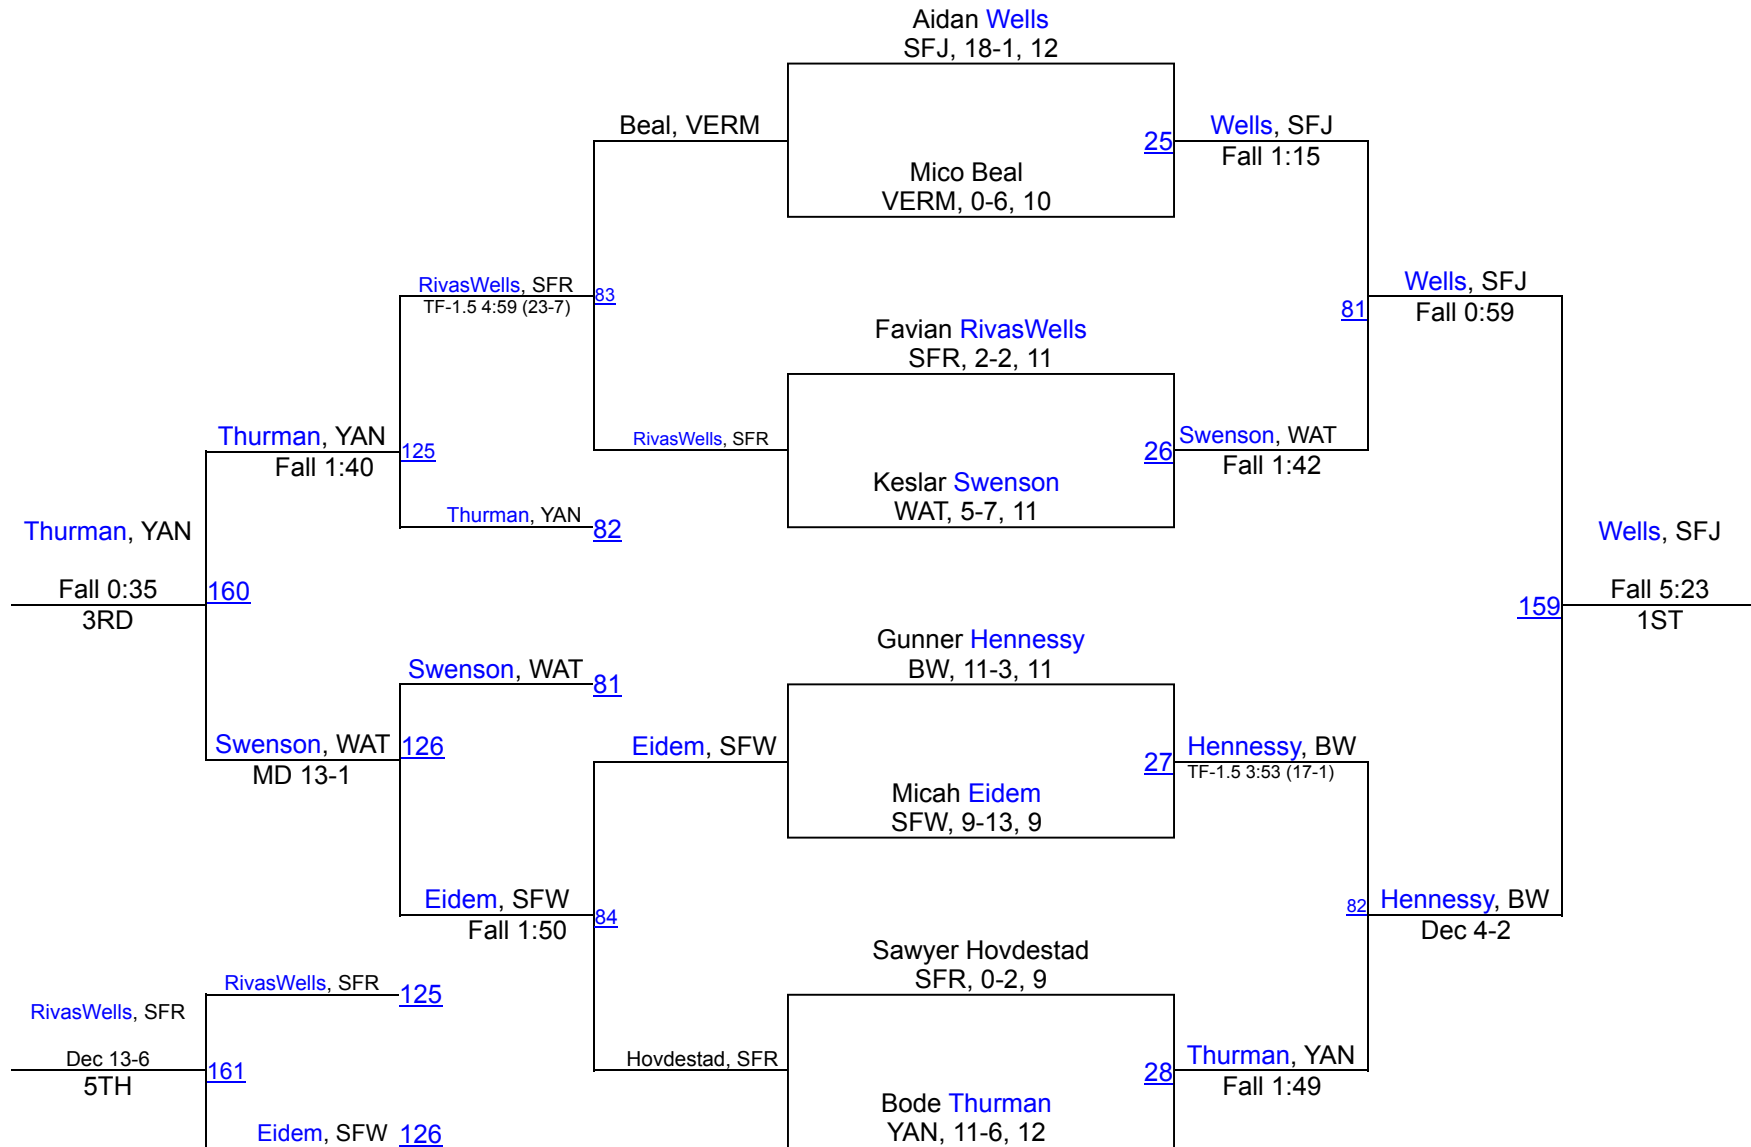 Aidan Wells
SFJ, 18-1, 12
Beal, VERM
25
Wells, SFJ
Fall 1:15
Mico Beal
VERM, 0-6, 10
RivasWells, SFR
TF-1.5 4:59 (23-7)
83
Favian RivasWells
SFR, 2-2, 11
81
Wells, SFJ
Fall 0:59
Thurman, YAN
Fall 1:40
125
RivasWells, SFR
26
Swenson, WAT
Fall 1:42
Keslar Swenson
WAT, 5-7, 11
Thurman, YAN
82
Thurman, YAN
Fall 0:35
3RD
160
Wells, SFJ
Fall 5:23
1ST
159
Gunner Hennessy
BW, 11-3, 11
Swenson, WAT
81
Swenson, WAT
MD 13-1
126
Eidem, SFW
27
Hennessy, BW
TF-1.5 3:53 (17-1)
Micah Eidem
SFW, 9-13, 9
Eidem, SFW
Fall 1:50
84
82
Hennessy, BW
Dec 4-2
Sawyer Hovdestad
SFR, 0-2, 9
RivasWells, SFR
125
RivasWells, SFR
Dec 13-6
5TH
161
Hovdestad, SFR
28
Thurman, YAN
Fall 1:49
Bode Thurman
YAN, 11-6, 12
Eidem, SFW
126